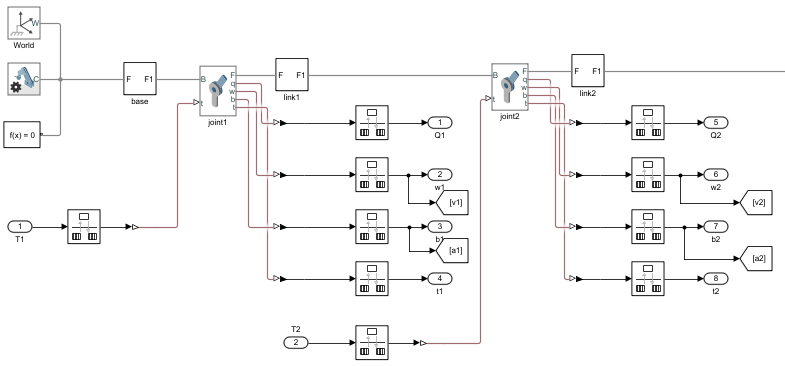 W
World
C
f(x) = 0
F
F1
base
B
t
F
q
w
b
t
joint1
F
F1
link1
B
t
F
q
w
b
t
joint2
F
F1
link2
1
Q1
2
w1
[v1]
3
b1
[a1]
4
t1
1
T1
T2
2
5
Q2
6
w2
[v2]
7
b2
[a2]
8
t2